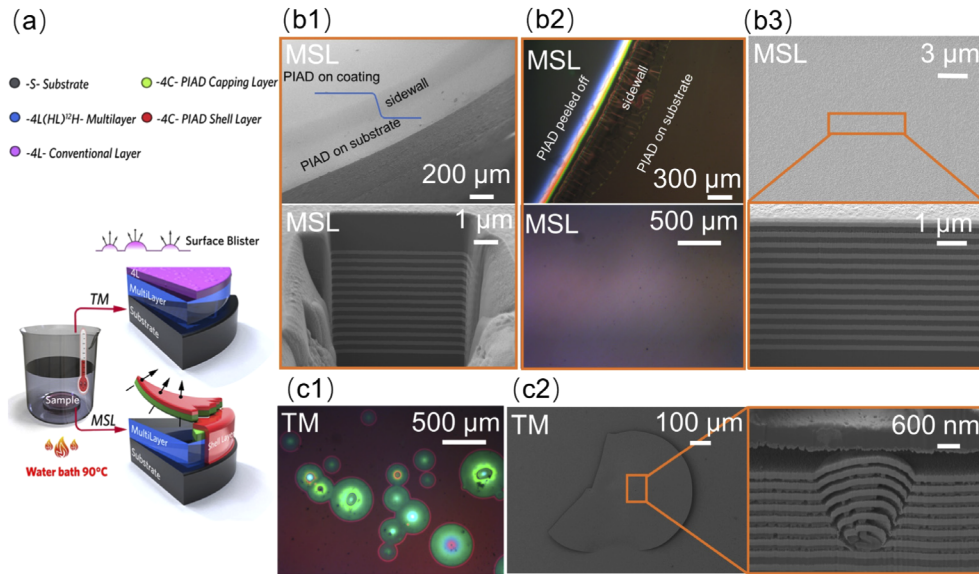 (a)
-S- Substrate
-4C- PIAD Capping Layer
-4L(HL)¹²H- Multilayer
-4C- PIAD Shell Layer
-4L- Conventional Layer
Surface Blister
4L
MultiLayer
Substrate
TM
Sample
MSL
MultiLayer
Shell Layer
Substrate
Water bath 90°C
(b1)
MSL
PIAD on coating
sidewall
PIAD on substrate
200 μm
MSL
1 μm
(b2)
MSL
PIAD peeled off
sidewall
PIAD on substrate
300 μm
MSL
500 μm
(b3)
MSL
3 μm
1 μm
(c1)
TM
500 μm
(c2)
TM
100 μm
600 nm